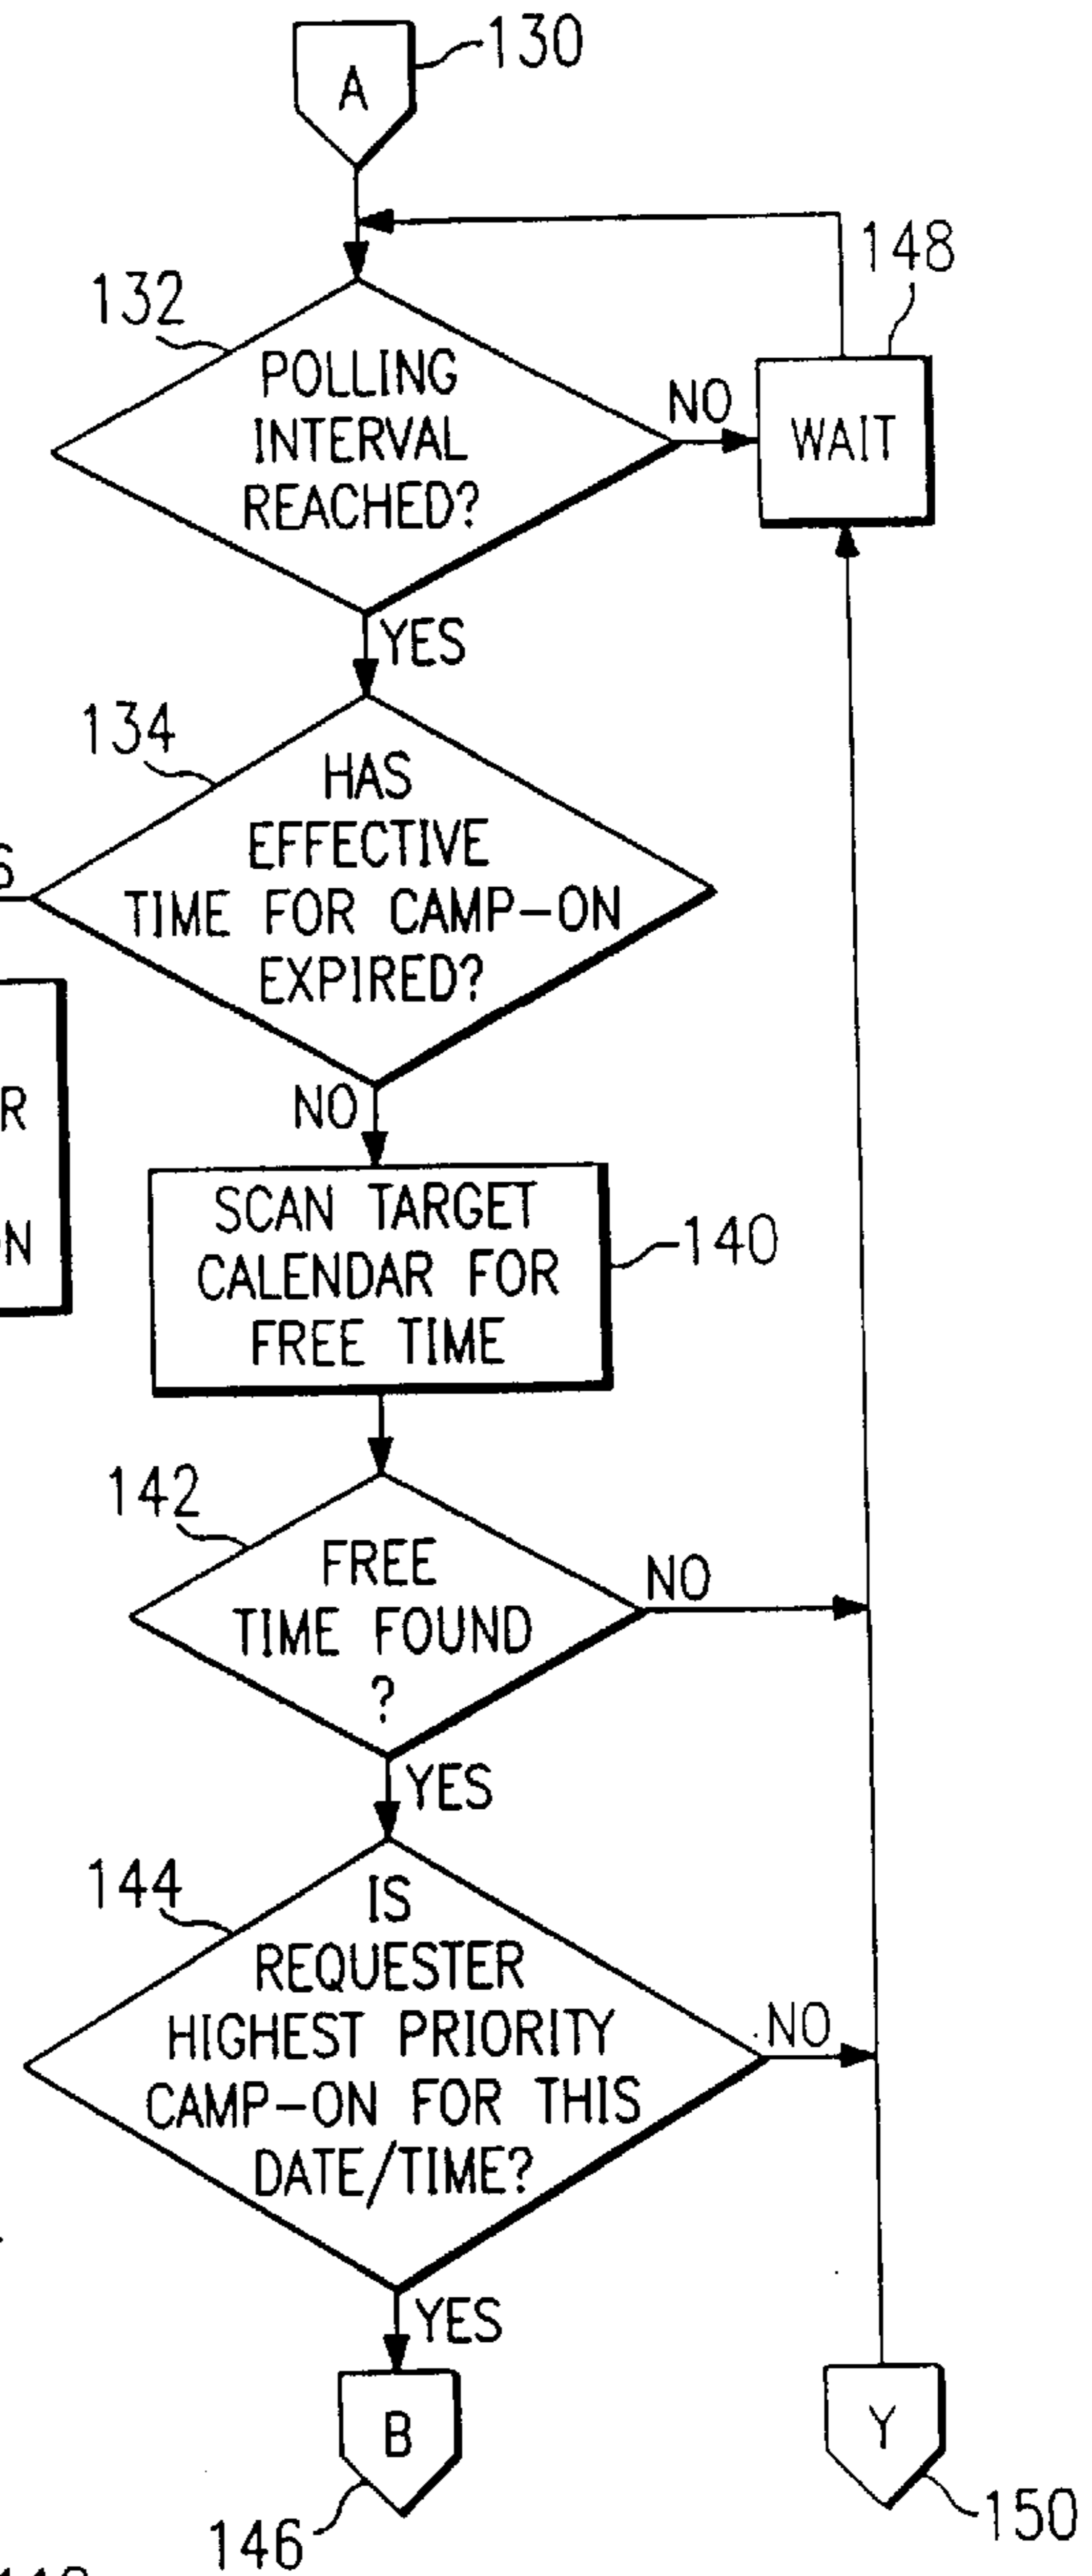 A
130
148
132
POLLING
INTERVAL
REACHED?
NO
WAIT
YES
134
HAS
EFFECTIVE
TIME FOR CAMP-ON
EXPIRED?
S
R
ON
NO
SCAN TARGET
CALENDAR FOR
FREE TIME
140
142
FREE
TIME FOUND
?
NO
YES
144
IS
REQUESTER
HIGHEST PRIORITY
CAMP-ON FOR THIS
DATE/TIME?
NO
YES
B
Y
146
150